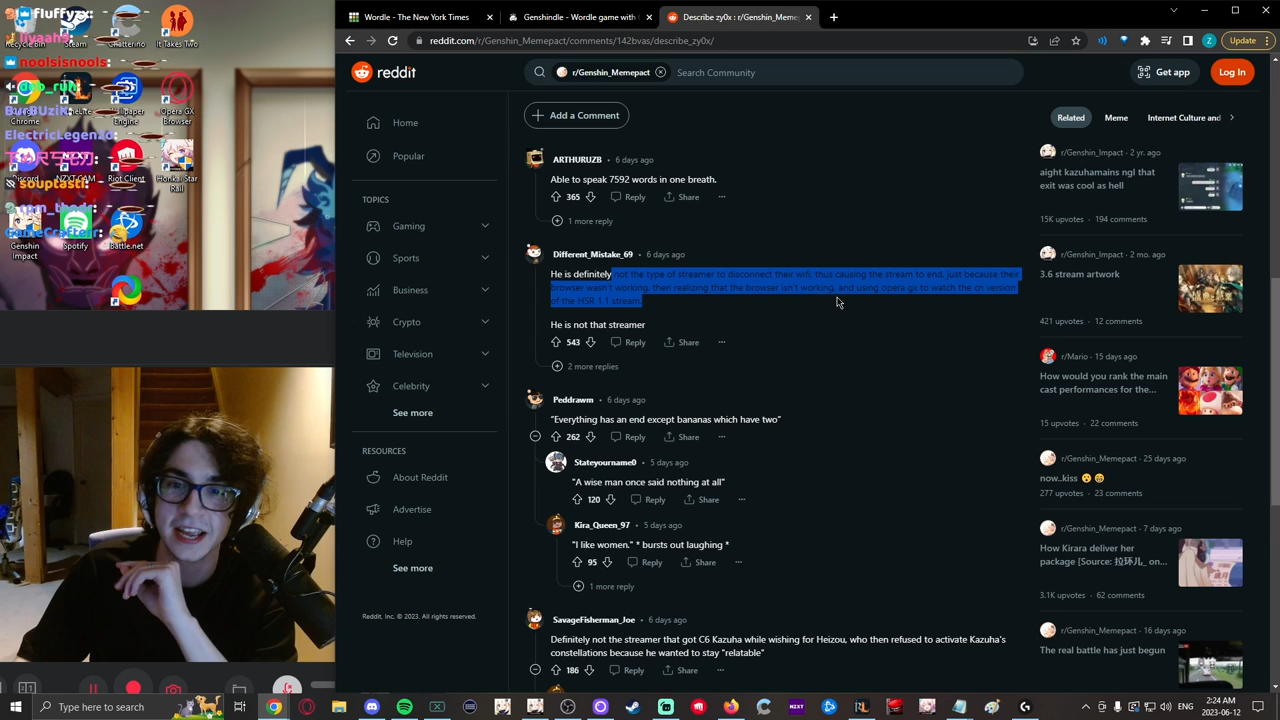 Wordle - The New York Times
Genshindle - Wordle game with
Describe zy0x: r/Genshin_Meme
reddit.com/r/Genshin_Memepact/comments/142bvas/describe_zy0x/
Update
reddit
r/Genshin_Memepact
Search Community
Get app
Log In
fluffyzc:
liyaahs
noolsisnools
ElectricLegenzd:
souptasti:
Recycle Bin
Steam
Chatterino
It Takes Two
Chrome
Engine
Opera GX
Browser
Discord
NZXT CAM
Riot Client
Honkai Star
Rail
Genshin
Impact
Spotify
Battle.net
Home
Popular
TOPICS
Gaming
Sports
Business
Crypto
Television
Celebrity
See more
RESOURCES
About Reddit
Advertise
Help
See more
Reddit, Inc. © 2023. All rights reserved.
Add a Comment
ARTHURUZB • 6 days ago
Able to speak 7592 words in one breath.
365 Reply Share ...
1 more reply
Different_Mistake_69 • 6 days ago
He is definitely not the type of streamer to disconnect their wifi, thus causing the stream to end, just because their
browser wasn't working, then realizing that the browser isn't working, and using opera gx to watch the cn version
of the HSR 1.1 stream.
He is not that streamer
543 Reply Share ...
2 more replies
Peddrawm • 6 days ago
“Everything has an end except bananas which have two”
262 Reply Share ...
Stateyourname0 • 5 days ago
"A wise man once said nothing at all"
120 Reply Share ...
Kira_Queen_97 • 5 days ago
"I like women." * bursts out laughing *
95 Reply Share ...
1 more reply
SavageFisherman_Joe • 6 days ago
Definitely not the streamer that got C6 Kazuha while wishing for Heizou, who then refused to activate Kazuha's
constellations because he wanted to stay "relatable"
186 Reply Share ...
Related
Meme
Internet Culture and
r/Genshin_Impact · 2 yr. ago
aight kazuhamains ngl that
exit was cool as hell
15K upvotes · 194 comments
r/Genshin_Impact · 2 mo. ago
3.6 stream artwork
421 upvotes · 12 comments
r/Mario · 15 days ago
How would you rank the main
cast performances for the...
15 upvotes · 22 comments
r/Genshin_Memepact · 25 days ago
now..kiss
277 upvotes · 23 comments
r/Genshin_Memepact · 7 days ago
How Kirara deliver her
package [Source: 拉环儿_ on...
3.1K upvotes · 62 comments
r/Genshin_Memepact · 16 days ago
The real battle has just begun
Type here to search
NZXT
2:24 AM
2023-06-12